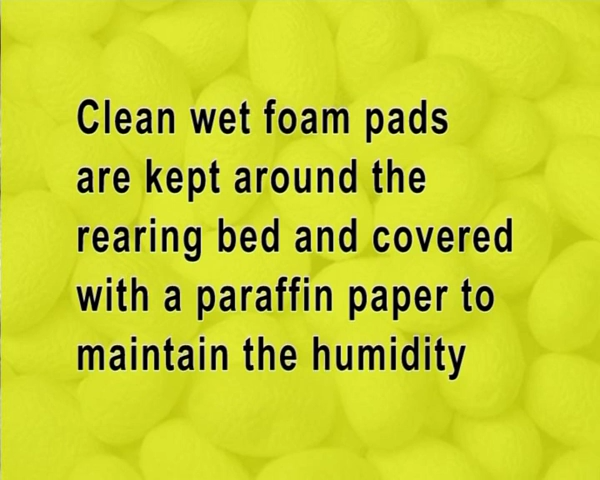 Clean wet foam pads
are kept around the
rearing bed and covered
with a paraffin paper to
maintain the humidity